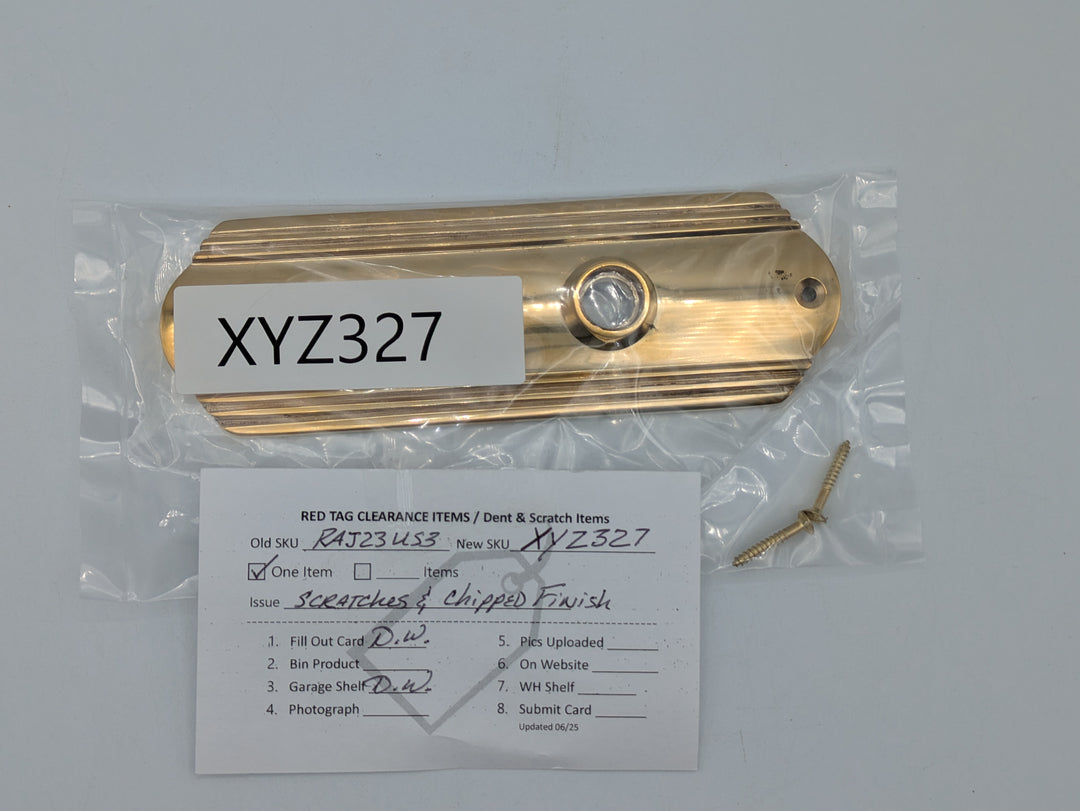 XYZ327
RED TAG CLEARANCE ITEMS / Dent & Scratch Items
Old SKU RAJ23US3 New SKU XYZ327
One Item ____ Items
Issue SCRATCHES & CHIPPED FINISH
1. Fill Out Card D.W.
2. Bin Product
3. Garage Shelf D.W.
4. Photograph
5. Pics Uploaded
6. On Website
7. WH Shelf
8. Submit Card
Updated 06/25